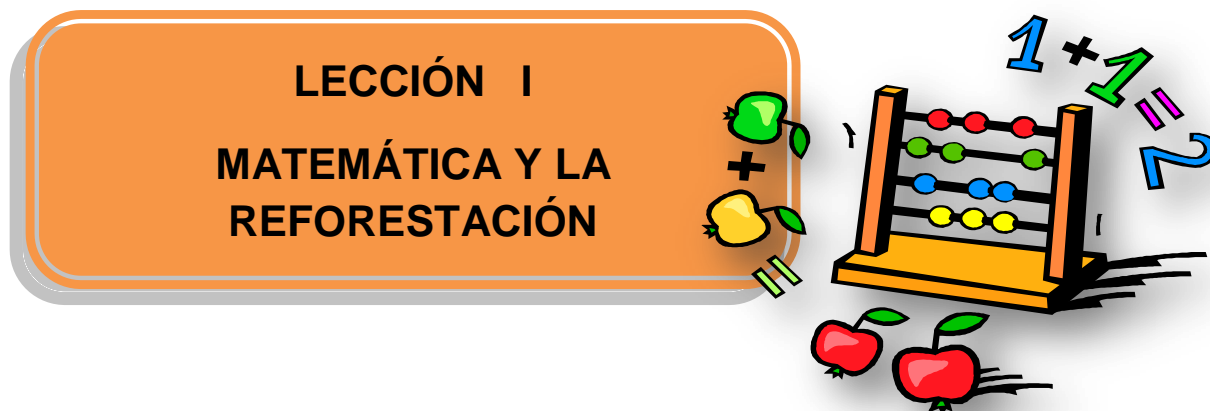 LECCIÓN I
MATEMÁTICA Y LA
REFORESTACIÓN
1+1=2
+
=